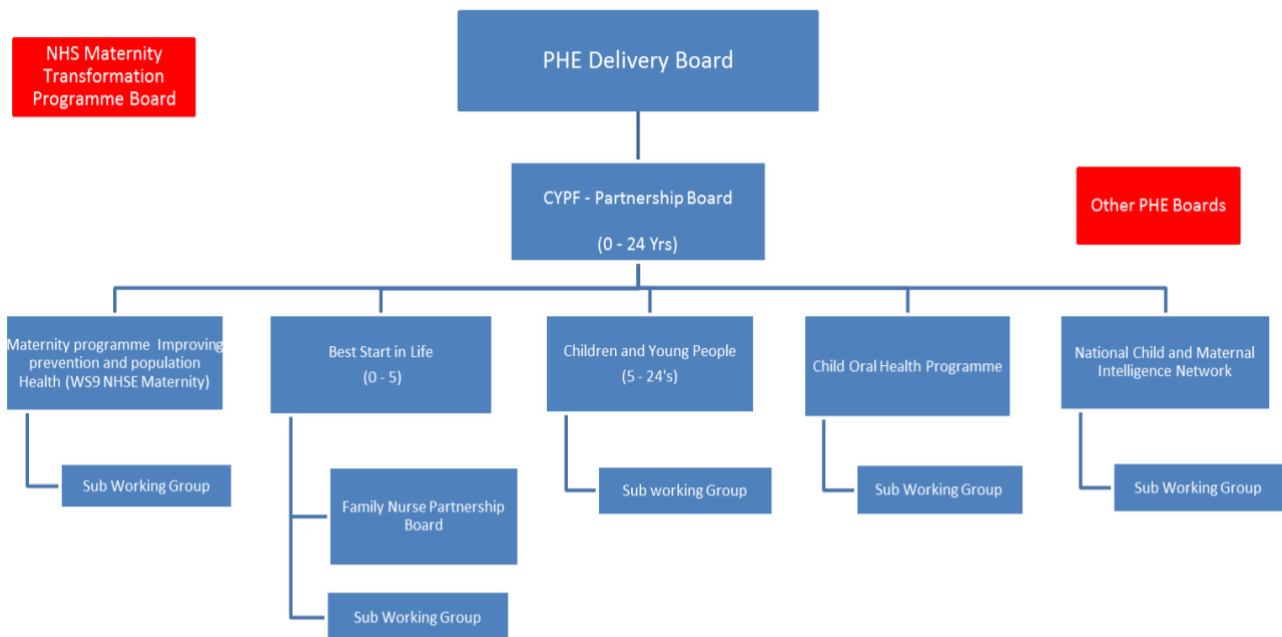 NHS Maternity
Transformation
Programme Board
PHE Delivery Board
CYPF - Partnership Board
(0 - 24 Yrs)
Other PHE Boards
Maternity programme  Improving
prevention and population
Health (WS9 NHSE Maternity)
Best Start in Life
(0 - 5)
Children and Young People
(5 - 24's)
Child Oral Health Programme
National Child and Maternal
Intelligence Network
Sub Working Group
Family Nurse Partnership
Board
Sub Working Group
Sub working Group
Sub Working Group
Sub Working Group